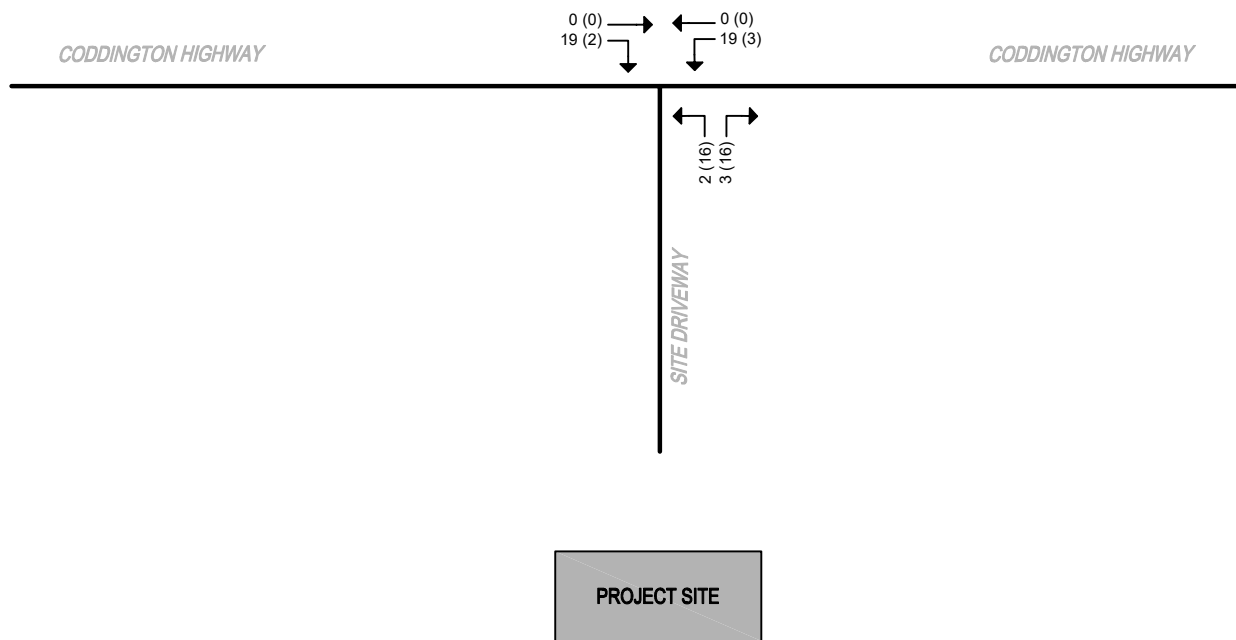 0 (0)
0 (0)
19 (2)
19 (3)
CODDINGTON HIGHWAY
CODDINGTON HIGHWAY
2 (16)
3 (16)
SITE DRIVEWAY
PROJECT SITE